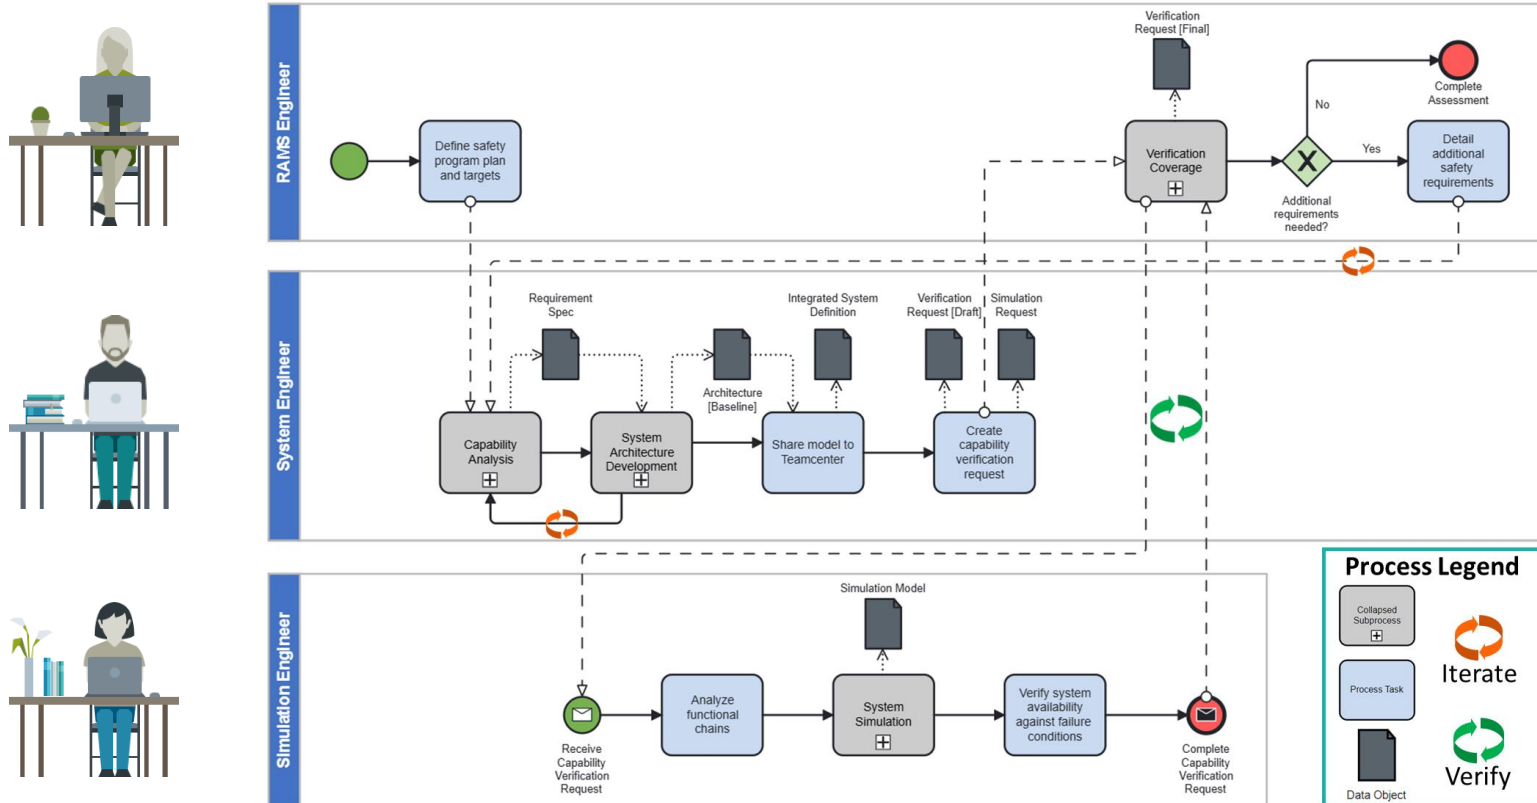 RAMS Engineer
Define safety
program plan
and targets
Verification
Request [Final]
Verification
Coverage
No
Yes
Additional
requirements
needed?
Complete
Assessment
Detail
additional
safety
requirements
System Engineer
Requirement
Spec
Architecture
[Baseline]
Integrated System
Definition
Verification
Request [Draft]
Simulation
Request
Capability
Analysis
System
Architecture
Development
Share model to
Teamcenter
Create
capability
verification
request
Simulation Engineer
Simulation Model
Receive
Capability
Verification
Request
Analyze
functional
chains
System
Simulation
Verify system
availability
against failure
conditions
Complete
Capability
Verification
Request
Process Legend
Collapsed
Subprocess
Iterate
Process Task
Verify
Data Object